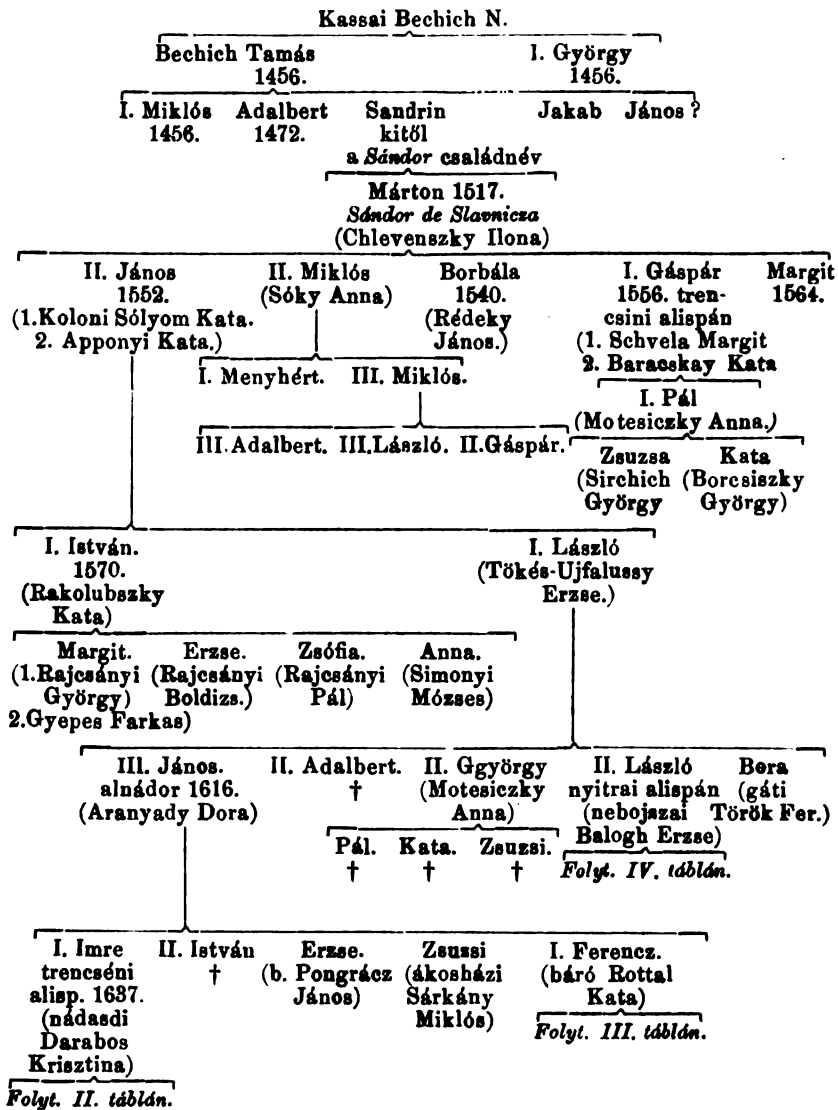 Kassai Bechich N.
Bechich Tamás I. György
1456. 1456.
I. Miklós Adalbert Sandrin Jakab János?
1456. 1472. kitől
a Sándor családnév
Márton 1517.
Sándor de Slavnicza
(Chlevenszky Ilona)
II. János II. Miklós Borbála I. Gáspár Margit
1552. (Sóky Anna) 1540. 1556. tren- 1564.
(1.Koloni Sólyom Kata. (Rédeky csini alispán
2. Apponyi Kata.) János.) (1. Schvela Margit
2. Baracskay Kata
I. Menyhért. III. Miklós.
I. Pál
(Motesiczky Anna.)
III. Adalbert. III. László. II. Gáspár.
Zsuzsa Kata
(Sirchich (Borcsiszky
György György)
I. István. I. László
1570. (Tökés-Ujfalussy
(Rakolubszky Erzse.)
Kata)
Margit. Erzse. Zsófia. Anna.
(1.Rajcsányi (Rajcsányi (Rajcsányi (Simonyi
György) Boldizs.) Pál) Mózses)
2.Gyepes Farkas)
III. János. II. Adalbert. II. Ggyörgy II. László Bora
alnádor 1616. † (Motesiczky nyitrai alispán (gáti
(Aranyady Dora) Anna) (nebojszai Török Fer.)
Balogh Erzse)
Pál. Kata. Zsuzsi. Folyt. IV. táblán.
† † †
I. Imre II. István Erzse. Zsuzsi I. Ferencz.
trencséni † (b. Pongrácz (ákosházi (báró Rottal
alisp. 1637. János) Sárkány Kata)
(nádasdi Miklós) Folyt. III. táblán.
Darabos
Krisztina)
Folyt. II. táblán.